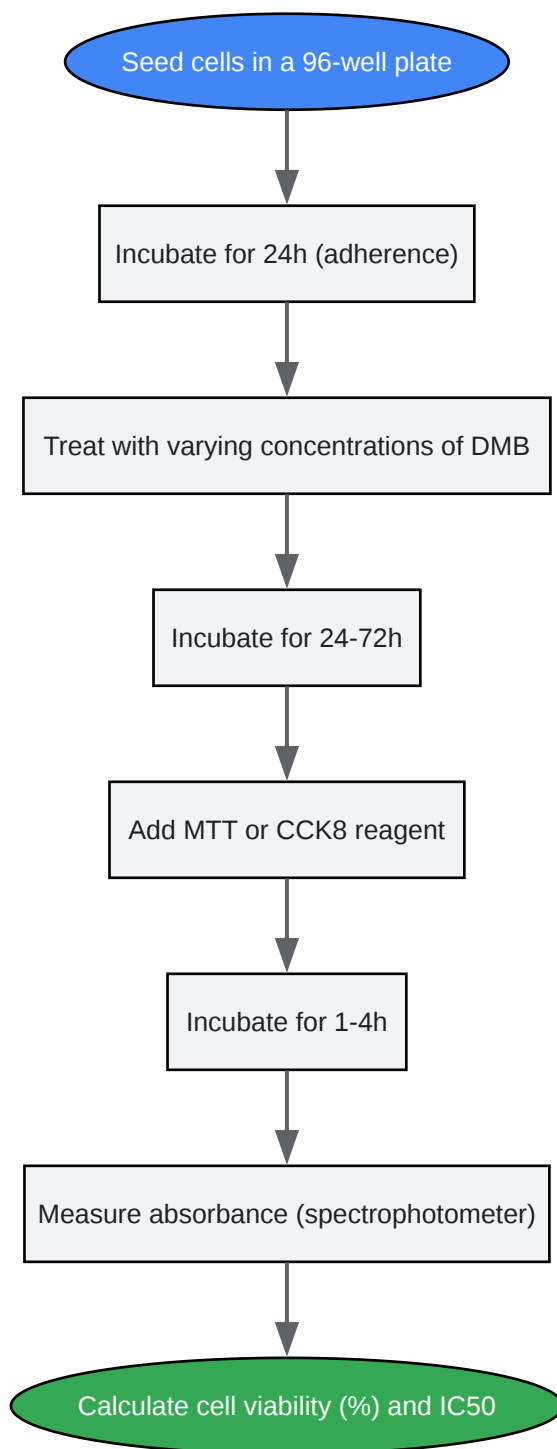 Seed cells in a 96-well plate
Incubate for 24h (adherence)
Treat with varying concentrations of DMB
Incubate for 24-72h
Add MTT or CCK8 reagent
Incubate for 1-4h
Measure absorbance (spectrophotometer)
Calculate cell viability (%) and IC50